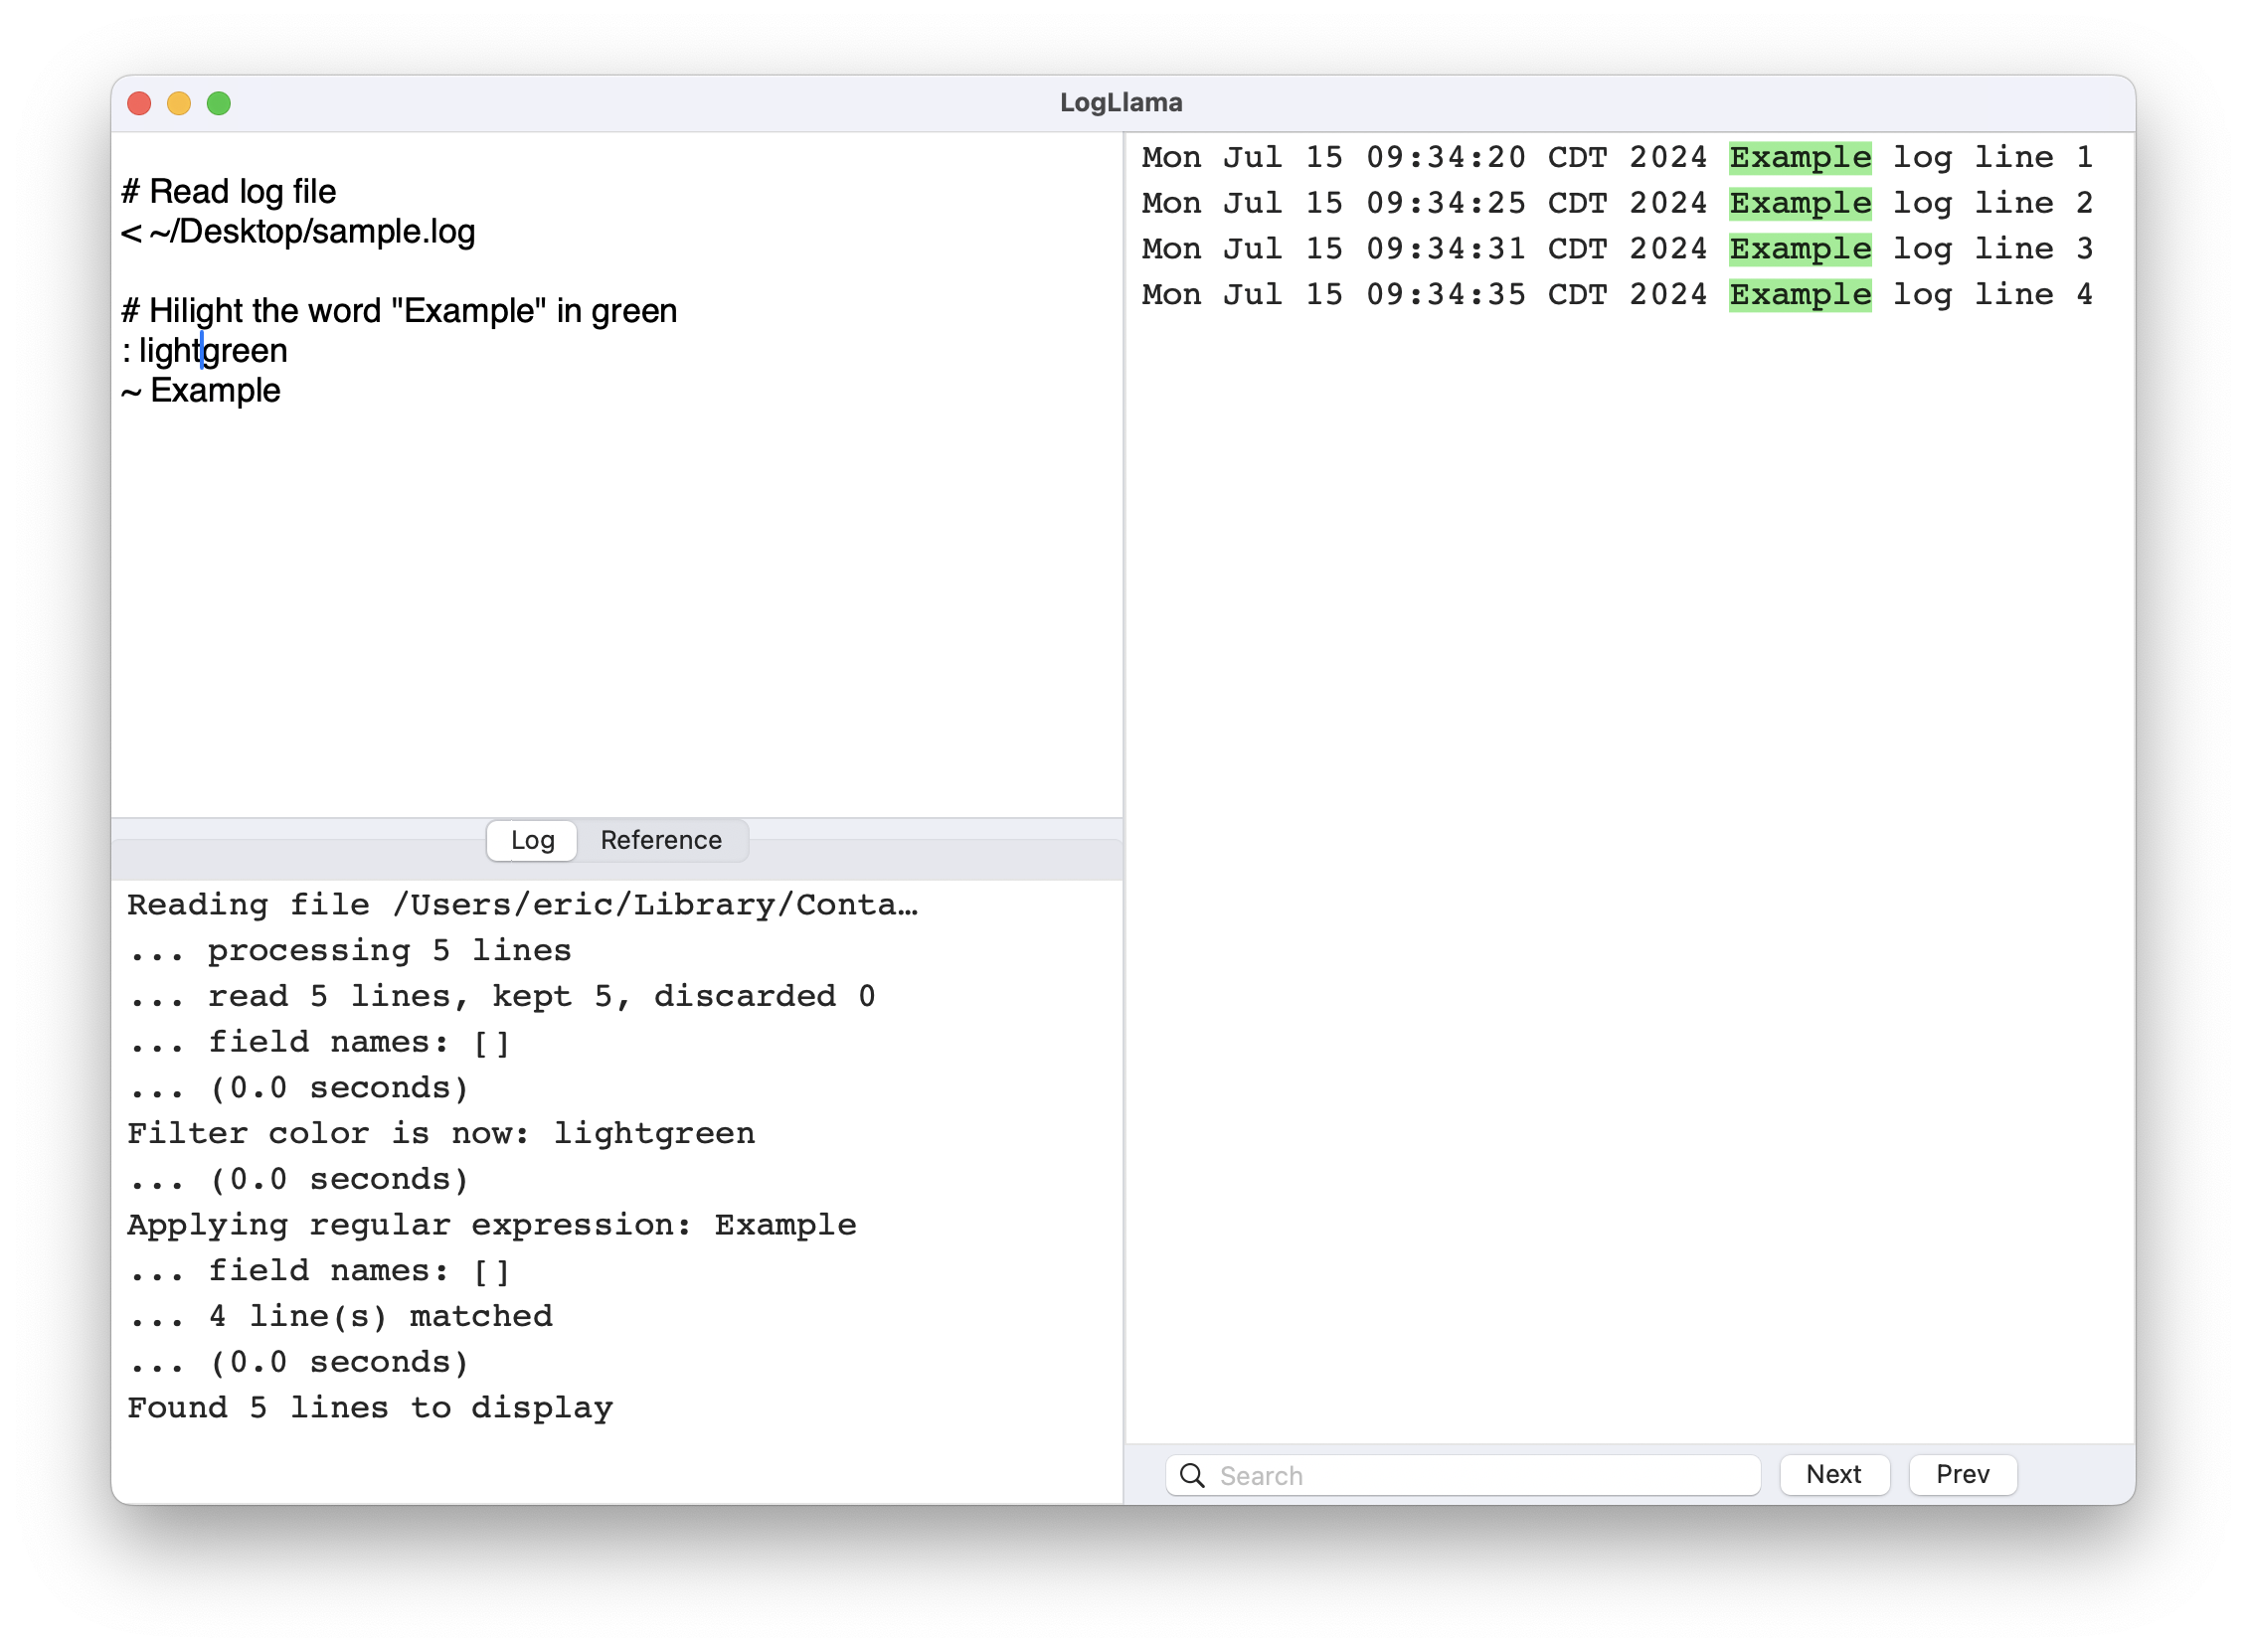 LogLlama
# Read log file
< ~/Desktop/sample.log
# Hilight the word "Example" in green
: lightgreen
~ Example
Log Reference
Reading file /Users/eric/Library/Conta…
... processing 5 lines
... read 5 lines, kept 5, discarded 0
... field names: []
... (0.0 seconds)
Filter color is now: lightgreen
... (0.0 seconds)
Applying regular expression: Example
... field names: []
... 4 line(s) matched
... (0.0 seconds)
Found 5 lines to display
Mon Jul 15 09:34:20 CDT 2024 Example log line 1
Mon Jul 15 09:34:25 CDT 2024 Example log line 2
Mon Jul 15 09:34:31 CDT 2024 Example log line 3
Mon Jul 15 09:34:35 CDT 2024 Example log line 4
Search Next Prev